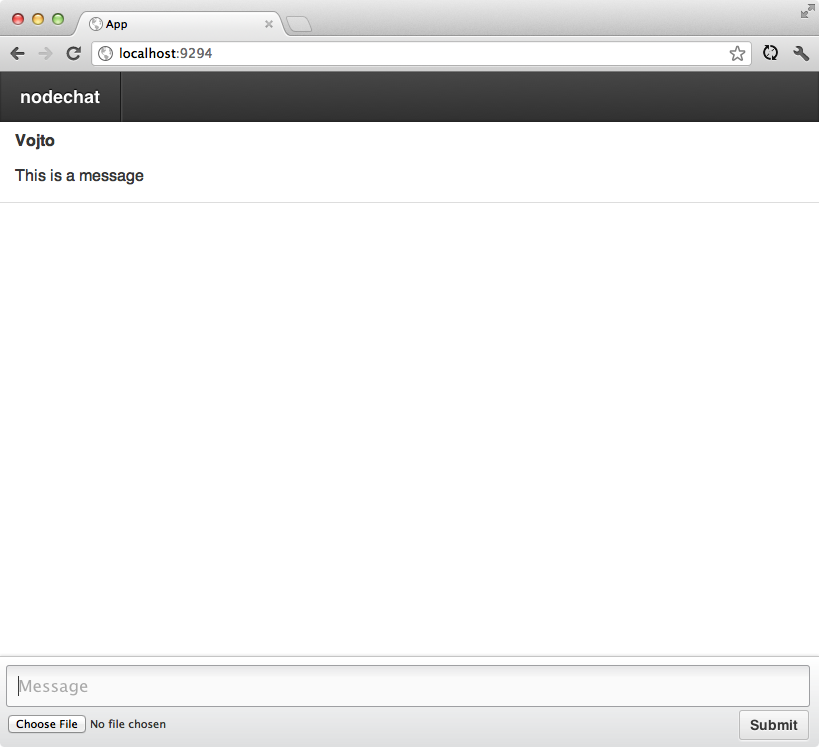 App
localhost:9294
nodechat
Vojto
This is a message
Message
Choose File No file chosen
Submit